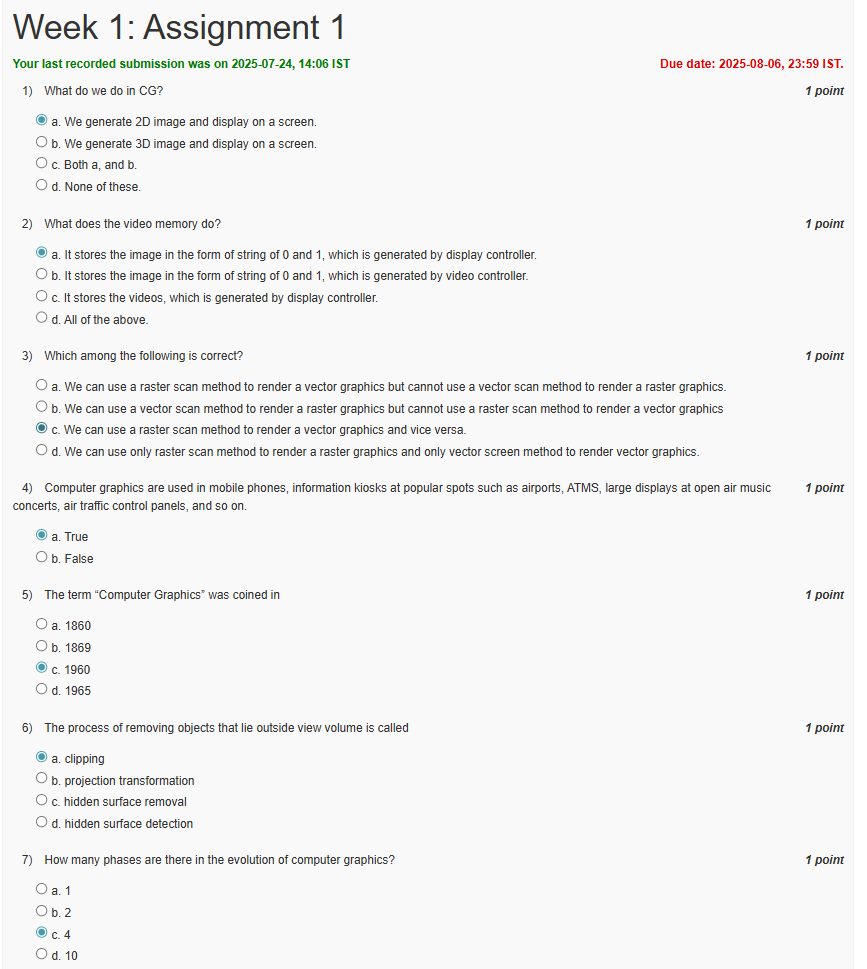 Week 1: Assignment 1
Your last recorded submission was on 2025-07-24, 14:06 IST Due date: 2025-08-06, 23:59 IST.
1) What do we do in CG? 1 point
a. We generate 2D image and display on a screen.
b. We generate 3D image and display on a screen.
c. Both a, and b.
d. None of these.
2) What does the video memory do? 1 point
a. It stores the image in the form of string of 0 and 1, which is generated by display controller.
b. It stores the image in the form of string of 0 and 1, which is generated by video controller.
c. It stores the videos, which is generated by display controller.
d. All of the above.
3) Which among the following is correct? 1 point
a. We can use a raster scan method to render a vector graphics but cannot use a vector scan method to render a raster graphics.
b. We can use a vector scan method to render a raster graphics but cannot use a raster scan method to render a vector graphics
c. We can use a raster scan method to render a vector graphics and vice versa.
d. We can use only raster scan method to render a raster graphics and only vector screen method to render vector graphics.
4) Computer graphics are used in mobile phones, information kiosks at popular spots such as airports, ATMS, large displays at open air music 1 point
concerts, air traffic control panels, and so on.
a. True
b. False
5) The term “Computer Graphics” was coined in 1 point
a. 1860
b. 1869
c. 1960
d. 1965
6) The process of removing objects that lie outside view volume is called 1 point
a. clipping
b. projection transformation
c. hidden surface removal
d. hidden surface detection
7) How many phases are there in the evolution of computer graphics? 1 point
a. 1
b. 2
c. 4
d. 10